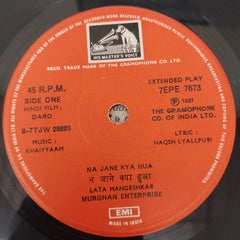 HIS MASTER'S VOICE
REGD. TRADE MARK OF THE GRAMOPHONE CO.
45 R.P.M.
SIDE ONE
HINDI FILM:
DARD
B-7TJW 28823
MUSIC :
KHAIYYAAM
EXTENDED PLAY
7EPE 7673
℗ 1981
THE GRAMOPHONE
CO. OF INDIA LTD.
LYRIC :
NAQSH LYALLPURI
NA JANE KYA HUA
न जाने क्या हुआ
LATA MANGESHKAR
MURGHAN ENTERPRISE
EMI
MADE IN INDIA